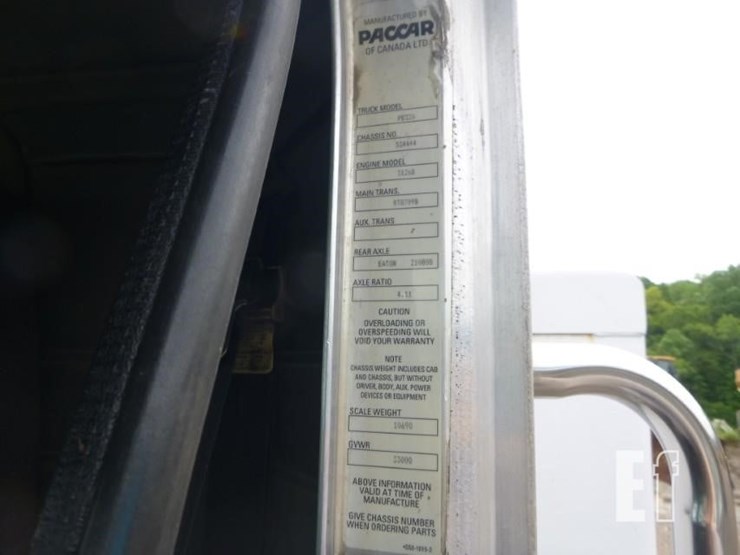 MANUFACTURED BY
PACCAR
OF CANADA LTD
TRUCK MODEL
CHASSIS NO.
ENGINE MODEL
MAIN TRANS.
AUX. TRANS
REAR AXLE
EATON
AXLE RATIO
CAUTION
OVERLOADING OR
OVERSPEEDING WILL
VOID YOUR WARRANTY
NOTE
CHASSIS WEIGHT INCLUDES CAB
AND CHASSIS, BUT WITHOUT
DRIVER, BODY, AUX. POWER
DEVICES OR EQUIPMENT
SCALE WEIGHT
GVWR
23000
ABOVE INFORMATION
VALID AT TIME OF
MANUFACTURE
GIVE CHASSIS NUMBER
WHEN ORDERING PARTS
Ef